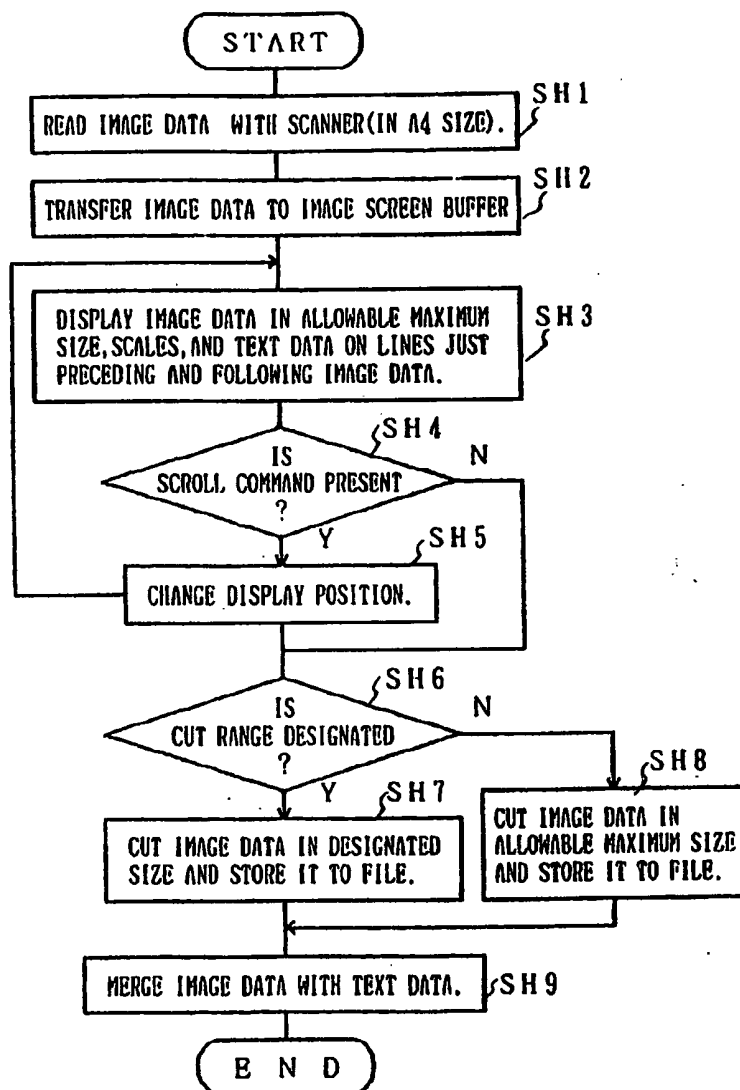 START
SH1
READ IMAGE DATA WITH SCANNER(IN A4 SIZE).
SH2
TRANSFER IMAGE DATA TO IMAGE SCREEN BUFFER
SH3
DISPLAY IMAGE DATA IN ALLOWABLE MAXIMUM
SIZE,SCALES,AND TEXT DATA ON LINES JUST
PRECEDING AND FOLLOWING IMAGE DATA.
SH4
IS
SCROLL COMMAND PRESENT
?
N
Y
SH5
CHANGE DISPLAY POSITION.
SH6
IS
CUT RANGE DESIGNATED
?
N
Y
SH7
CUT IMAGE DATA IN DESIGNATED
SIZE AND STORE IT TO FILE.
SH8
CUT IMAGE DATA IN
ALLOWABLE MAXIMUM SIZE
AND STORE IT TO FILE.
MERGE IMAGE DATA WITH TEXT DATA.
SH9
END